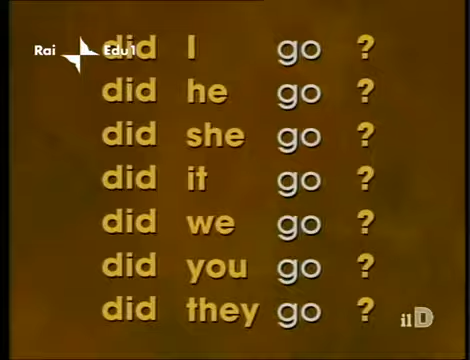 did I go ?
Rai Edu1
did he go ?
did she go ?
did it go ?
did we go ?
did you go ?
did they go ?
il D